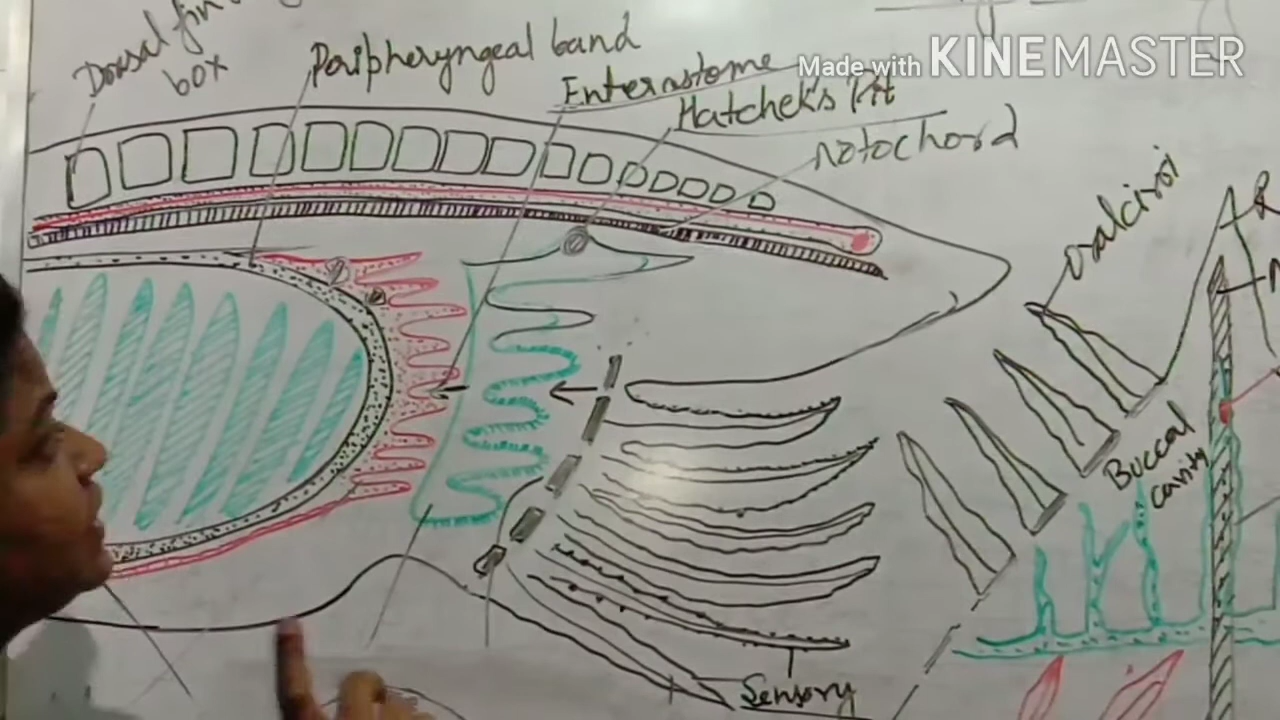 Dorsal fin
box
Peripheryngeal band
Enterostome
Hatchek's Pit
Notochord
Oralcirri
Buccal
cavity
Sensory
R
Made with KINEMASTER